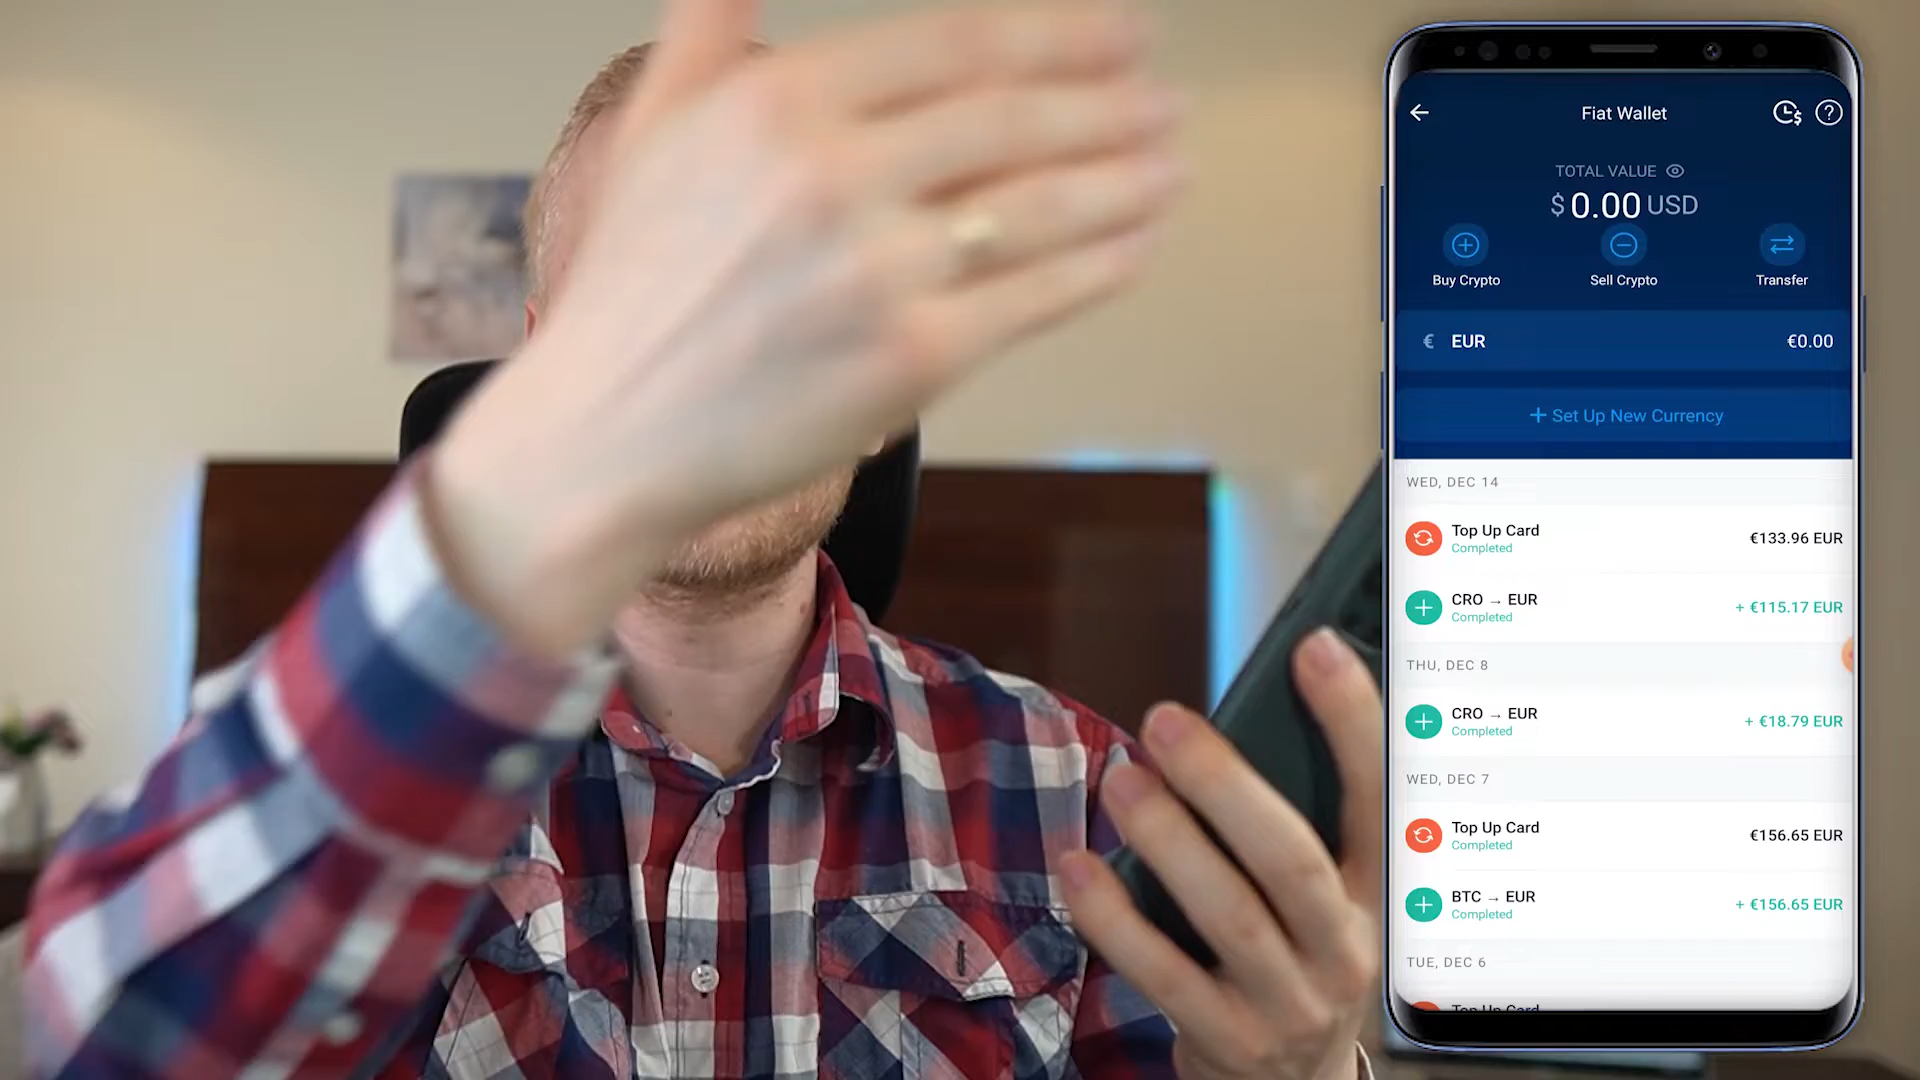 Fiat Wallet
TOTAL VALUE
$ 0.00 USD
Buy Crypto
Sell Crypto
Transfer
€ EUR €0.00
+ Set Up New Currency
WED, DEC 14
Top Up Card €133.96 EUR
Completed
CRO → EUR + €115.17 EUR
Completed
THU, DEC 8
CRO → EUR + €18.79 EUR
Completed
WED, DEC 7
Top Up Card €156.65 EUR
Completed
BTC → EUR + €156.65 EUR
Completed
TUE, DEC 6
Top Up Card